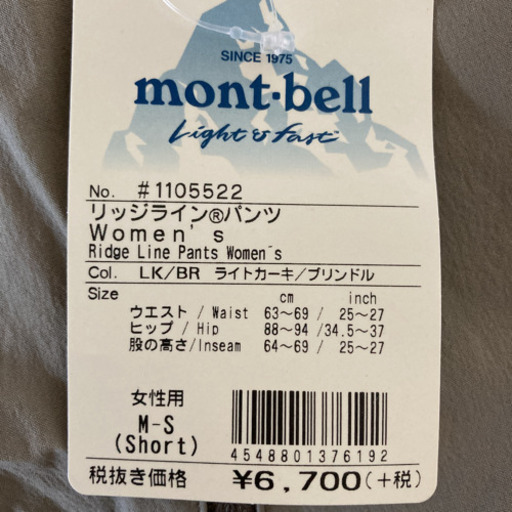 SINCE 1975
mont-bell
Light & Fast™
No. #1105522
リッジライン®パンツ
Women's
Ridge Line Pants Women´s
Col. LK/BR ライトカーキ/ブリンドル
Size cm inch
ウエスト / Waist 63~69 / 25~27
ヒップ / Hip 88~94 /34.5~37
股の高さ/Inseam 64~69 / 25~27
女性用
M-S
(Short)
4548801376192
税抜き価格 ¥6,700(+税)